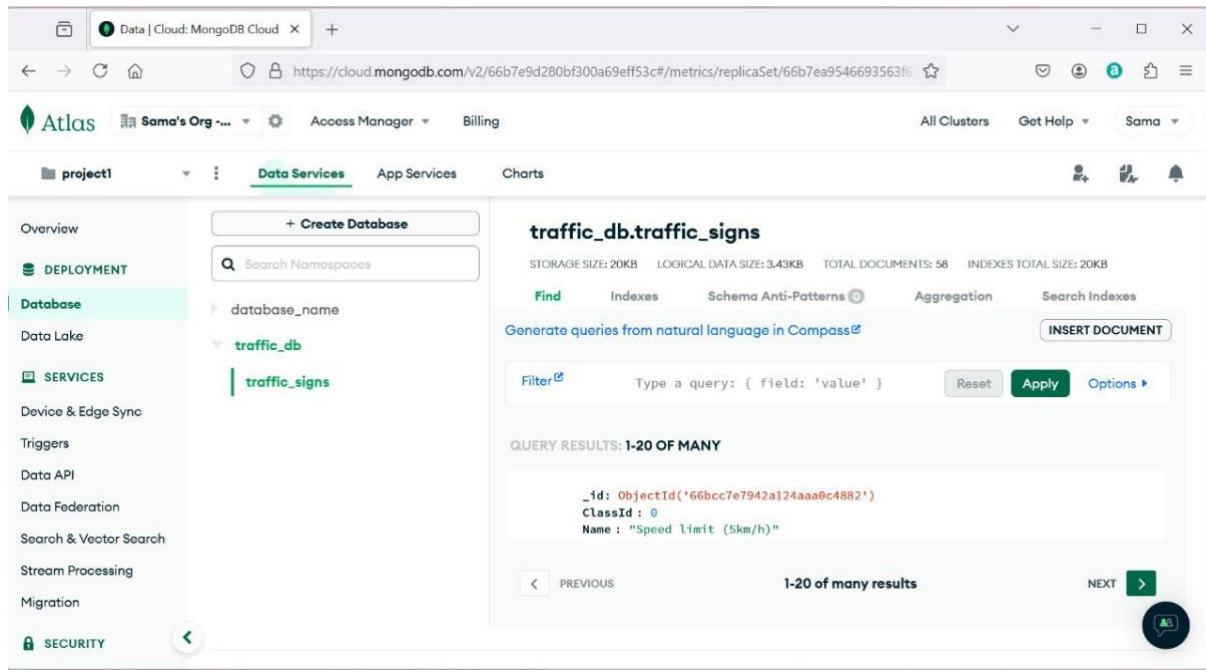 Data | Cloud: MongoDB Cloud
https://cloud.mongodb.com/v2/66b7e9d280bf300a69eff53c#/metrics/replicaSet/66b7ea9546693563f6
Atlas Sama's Org -... Access Manager Billing All Clusters Get Help Sama
project1 Data Services App Services Charts
Overview
DEPLOYMENT
Database
Data Lake
SERVICES
Device & Edge Sync
Triggers
Data API
Data Federation
Search & Vector Search
Stream Processing
Migration
SECURITY
+ Create Database
Search Namespaces
database_name
traffic_db
traffic_signs
traffic_db.traffic_signs
STORAGE SIZE: 20KB LOGICAL DATA SIZE: 3.43KB TOTAL DOCUMENTS: 58 INDEXES TOTAL SIZE: 20KB
Find Indexes Schema Anti-Patterns 0 Aggregation Search Indexes
Generate queries from natural language in Compass INSERT DOCUMENT
Filter Type a query: { field: 'value' } Reset Apply Options
QUERY RESULTS: 1-20 OF MANY
_id: ObjectId('66bcc7e7942a124aaa0c4882')
ClassId : 0
Name : "Speed limit (5km/h)"
PREVIOUS 1-20 of many results NEXT